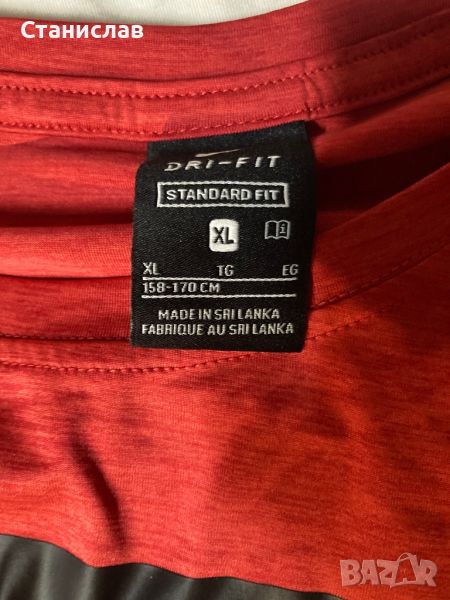 Станислав
DRI-FIT
STANDARD FIT
XL
XL TG EG
158-170 CM
MADE IN SRI LANKA
FABRIQUE AU SRI LANKA
BAZAR